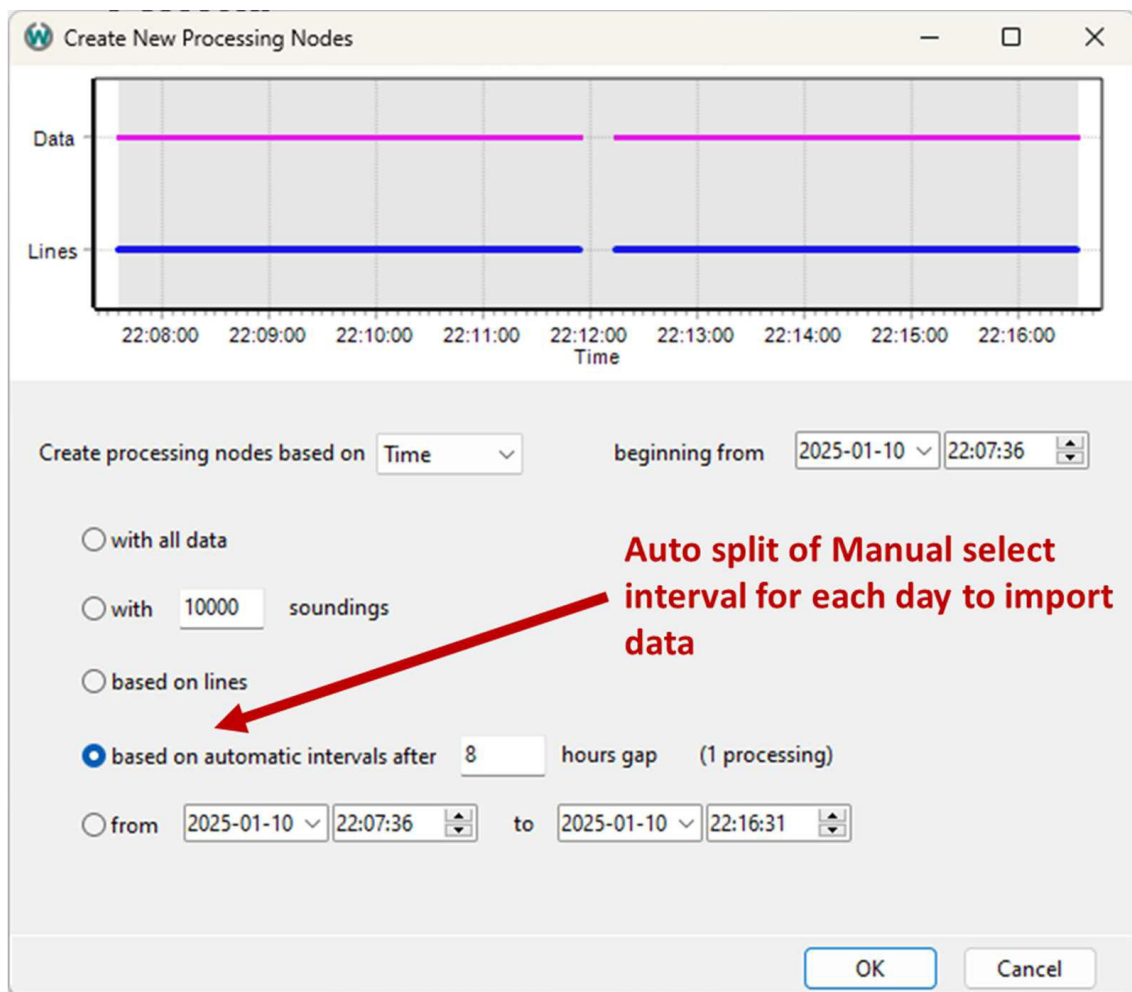 Create New Processing Nodes
Data
Lines
22:08:00 22:09:00 22:10:00 22:11:00 22:12:00 22:13:00 22:14:00 22:15:00 22:16:00
Time
Create processing nodes based on Time beginning from 2025-01-10 22:07:36
with all data
Auto split of Manual select
with 10000 soundings
interval for each day to import
data
based on lines
based on automatic intervals after 8 hours gap (1 processing)
from 2025-01-10 22:07:36 to 2025-01-10 22:16:31
OK Cancel